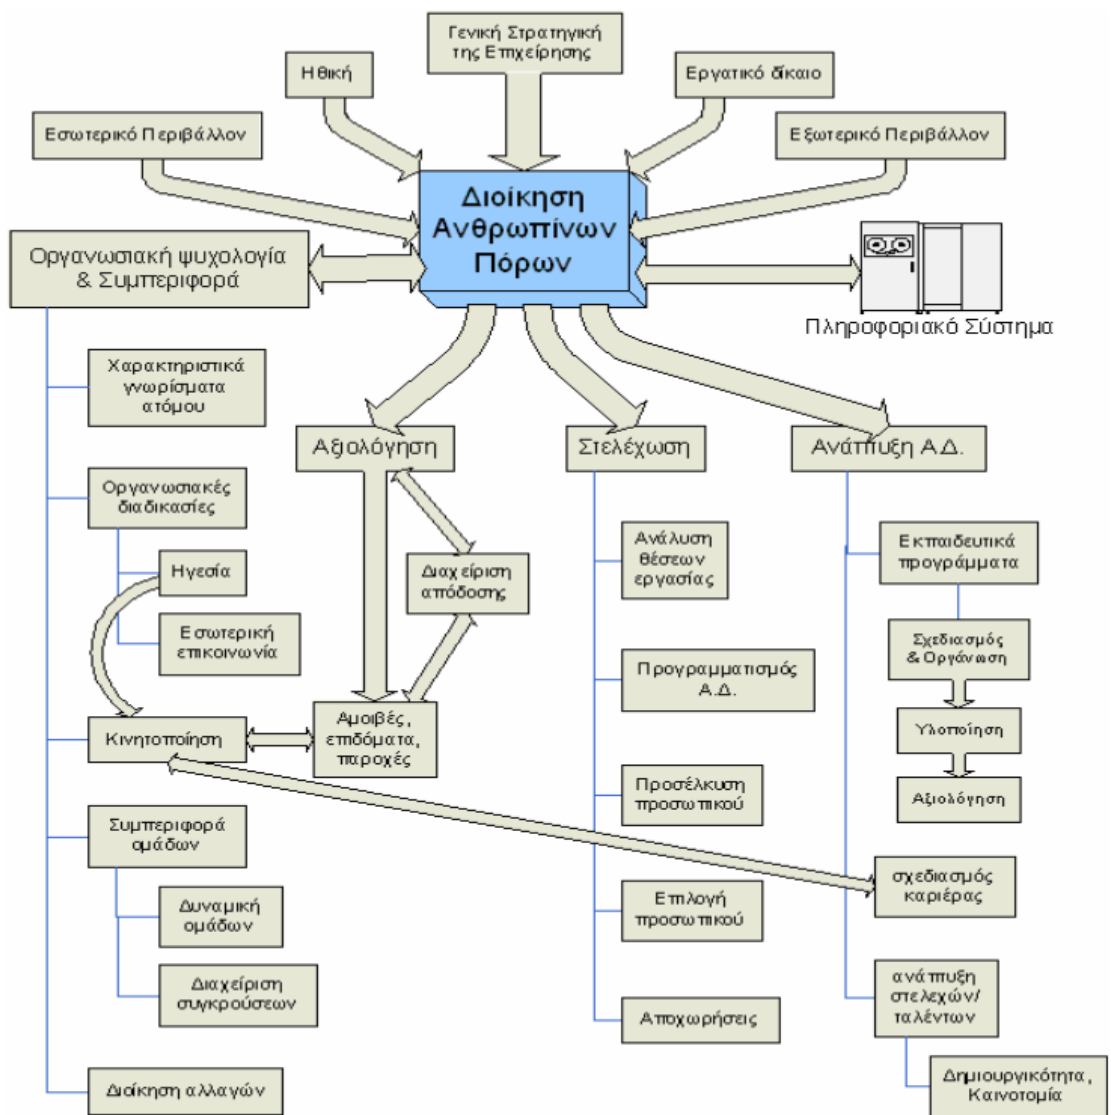 Γενική Στρατηγική
της Επιχείρησης
Ηθική
Εργατικό δίκαιο
Εσωτερικό Περιβάλλον
Εξωτερικό Περιβάλλον
Διοίκηση
Ανθρωπίνων
Πόρων
Οργανωσιακή ψυχολογία
& Συμπεριφορά
Πληροφοριακό Σύστημα
Χαρακτηριστικά
γνωρίσματα
ατόμου
Οργανωσιακές
διαδικασίες
Ηγεσία
Εσωτερική
επικοινωνία
Κινητοποίηση
Συμπεριφορά
ομάδων
Δυναμική
ομάδων
Διαχείριση
συγκρούσεων
Διοίκηση αλλαγών
Αξιολόγηση
Διαχείριση
απόδοσης
Αμοιβές,
επιδόματα,
παροχές
Στελέχωση
Ανάλυση
θέσεων
εργασίας
Προγραμματισμός
Α.Δ.
Προσέλκυση
προσωπικού
Επιλογή
προσωπικού
Αποχωρήσεις
Ανάπτυξη Α.Δ.
Εκπαιδευτικά
προγράμματα
Σχεδιασμός
& Οργάνωση
Υλοποίηση
Αξιολόγηση
σχεδιασμός
καριέρας
ανάπτυξη
στελεχών/
ταλέντων
Δημιουργικότητα,
Καινοτομία